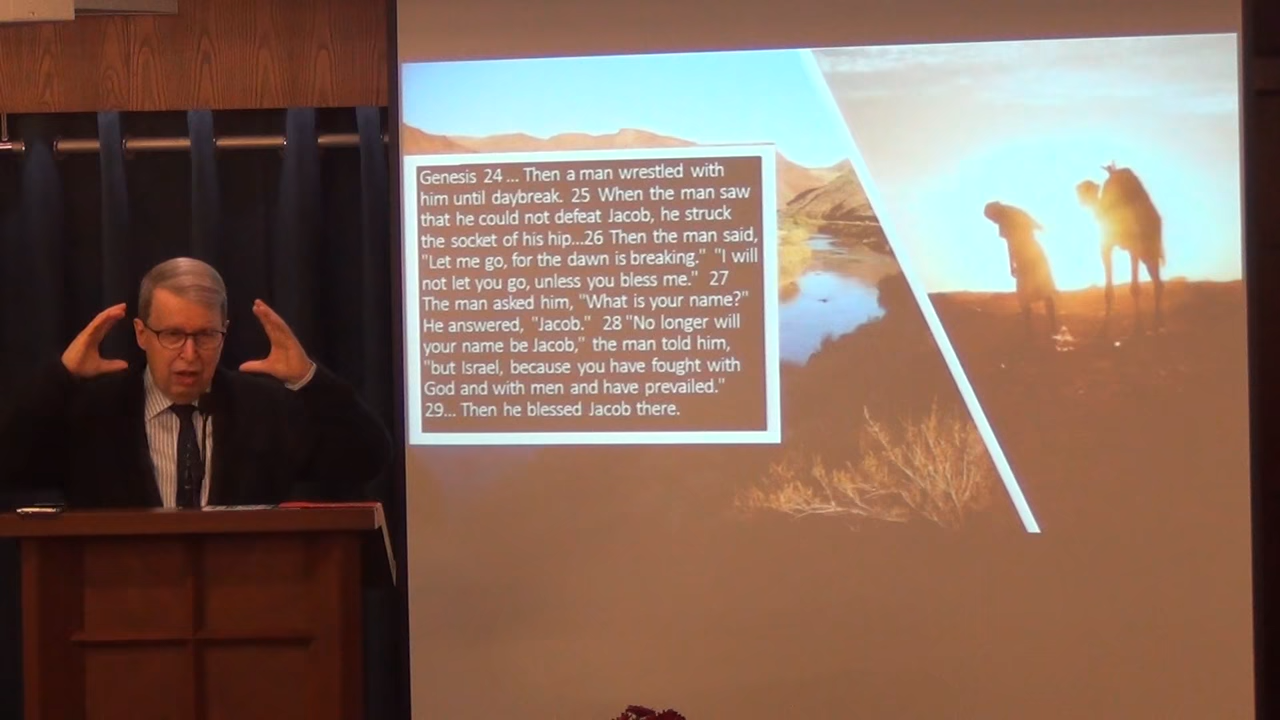 Genesis 24 ... Then a man wrestled with
him until daybreak. 25 When the man saw
that he could not defeat Jacob, he struck
the socket of his hip...26 Then the man said,
"Let me go, for the dawn is breaking." "I will
not let you go, unless you bless me." 27
The man asked him, "What is your name?"
He answered, "Jacob." 28 "No longer will
your name be Jacob," the man told him,
"but Israel, because you have fought with
God and with men and have prevailed."
29... Then he blessed Jacob there.